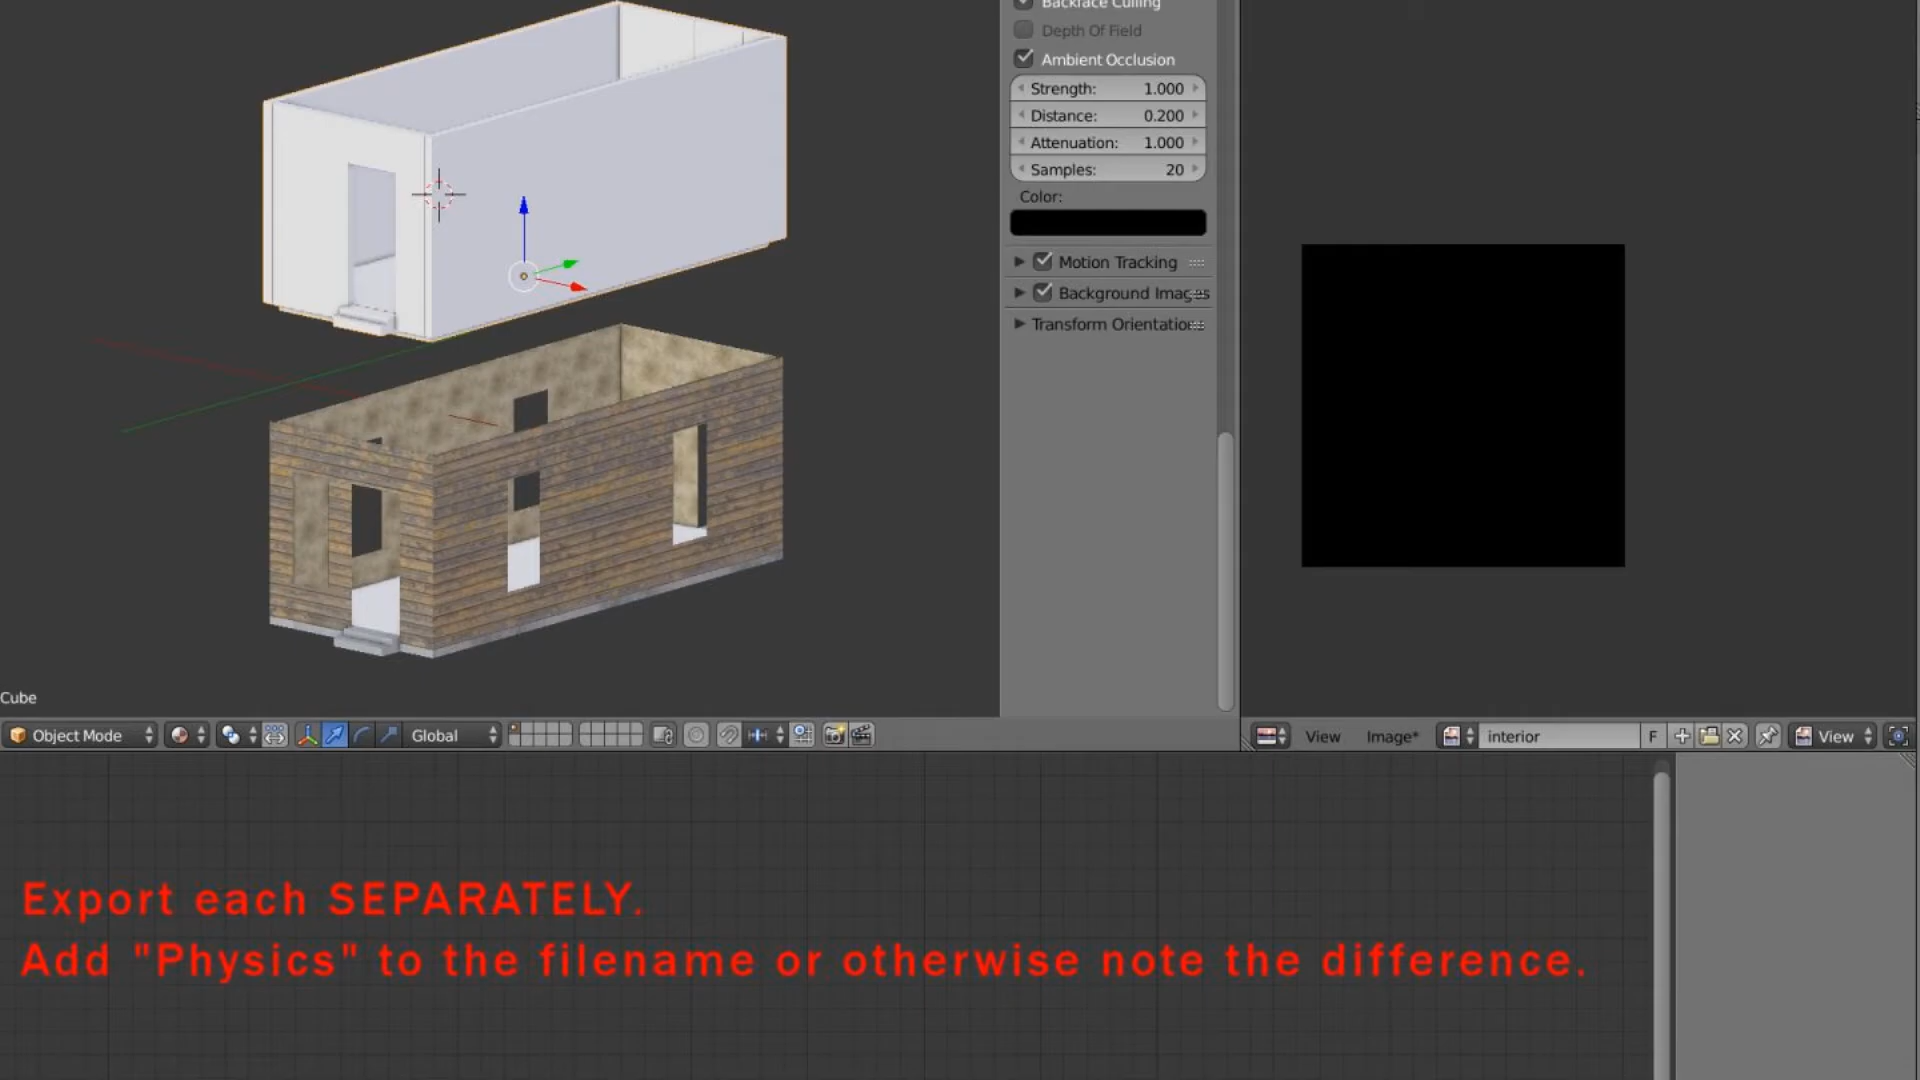 Backface Culling
Depth Of Field
Ambient Occlusion
Strength: 1.000
Distance: 0.200
Attenuation: 1.000
Samples: 20
Color:
Motion Tracking
Background Images
Transform Orientatio
Cube
Object Mode
Global
View Image* interior F View
Export each SEPARATELY.
Add "Physics" to the filename or otherwise note the difference.